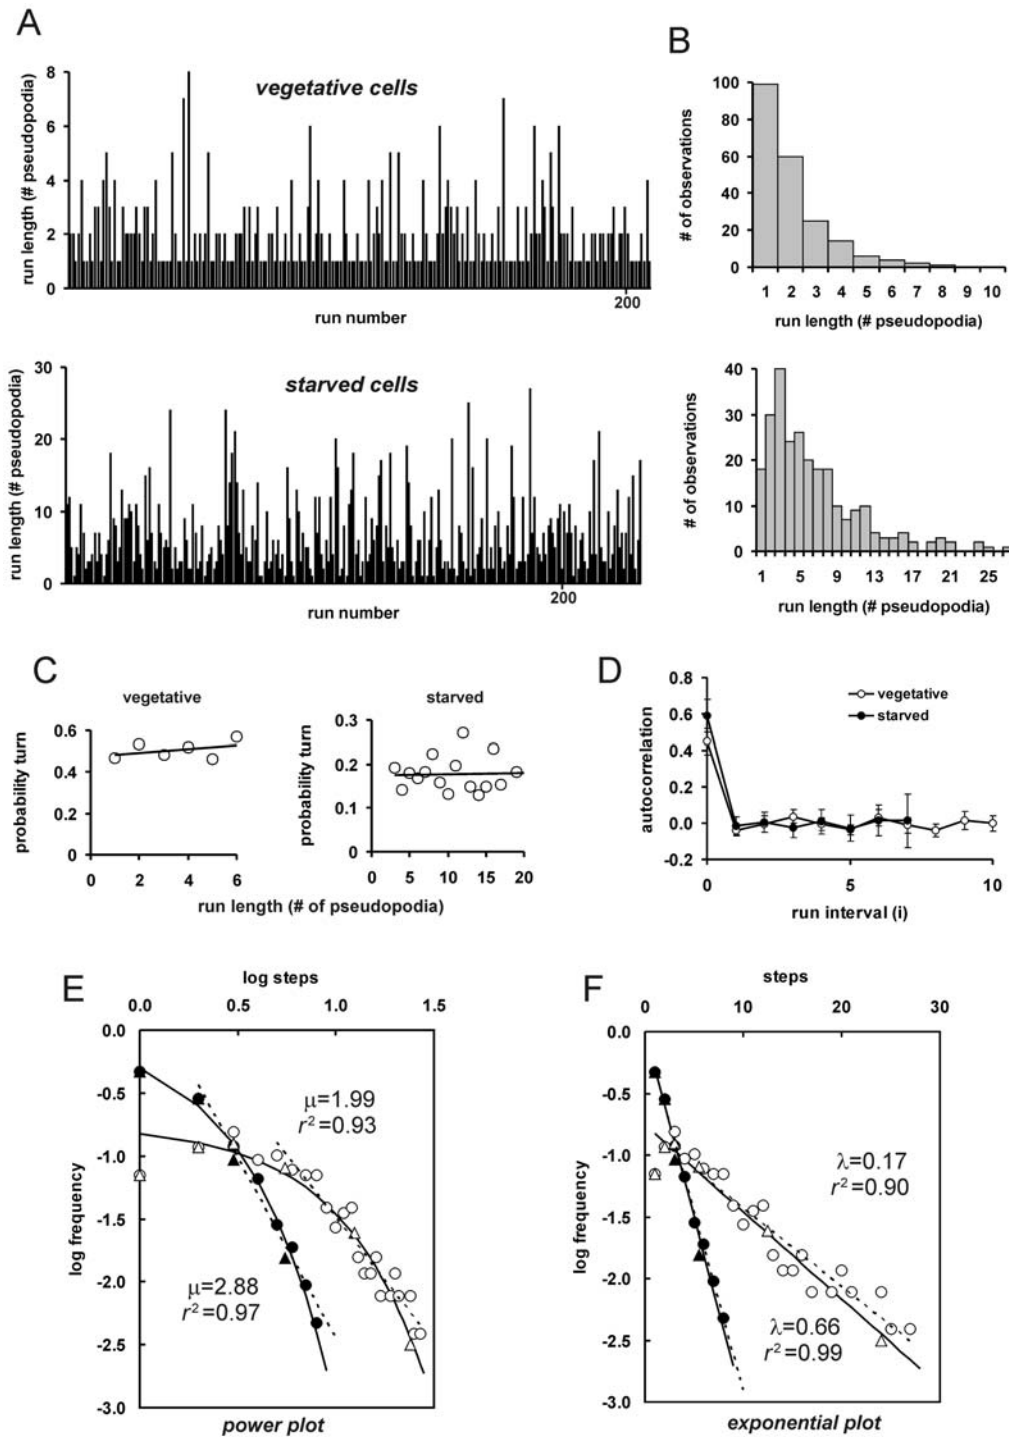 A
vegetative cells
run length (# pseudopodia)
8
6
4
2
0
200
run number
B
# of observations
100
80
60
40
20
0
1 2 3 4 5 6 7 8 9 10
run length (# pseudopodia)
starved cells
run length (# pseudopodia)
30
20
10
0
200
run number
# of observations
40
30
20
10
0
1 5 9 13 17 21 25
run length (# pseudopodia)
C
vegetative
probability turn
0.6
0.4
0.2
0
0 2 4 6
starved
probability turn
0.3
0.2
0.1
0
0 5 10 15 20
run length (# of pseudopodia)
D
autocorrelation
0.8
0.6
0.4
0.2
0.0
-0.2
vegetative
starved
0 5 10
run interval (i)
E
log steps
0.0 0.5 1.0 1.5
log frequency
0.0
-0.5
-1.0
-1.5
-2.0
-2.5
-3.0
μ=1.99
r²=0.93
μ=2.88
r²=0.97
power plot
F
steps
0 10 20 30
log frequency
0.0
-0.5
-1.0
-1.5
-2.0
-2.5
-3.0
λ=0.17
r²=0.90
λ=0.66
r²=0.99
exponential plot